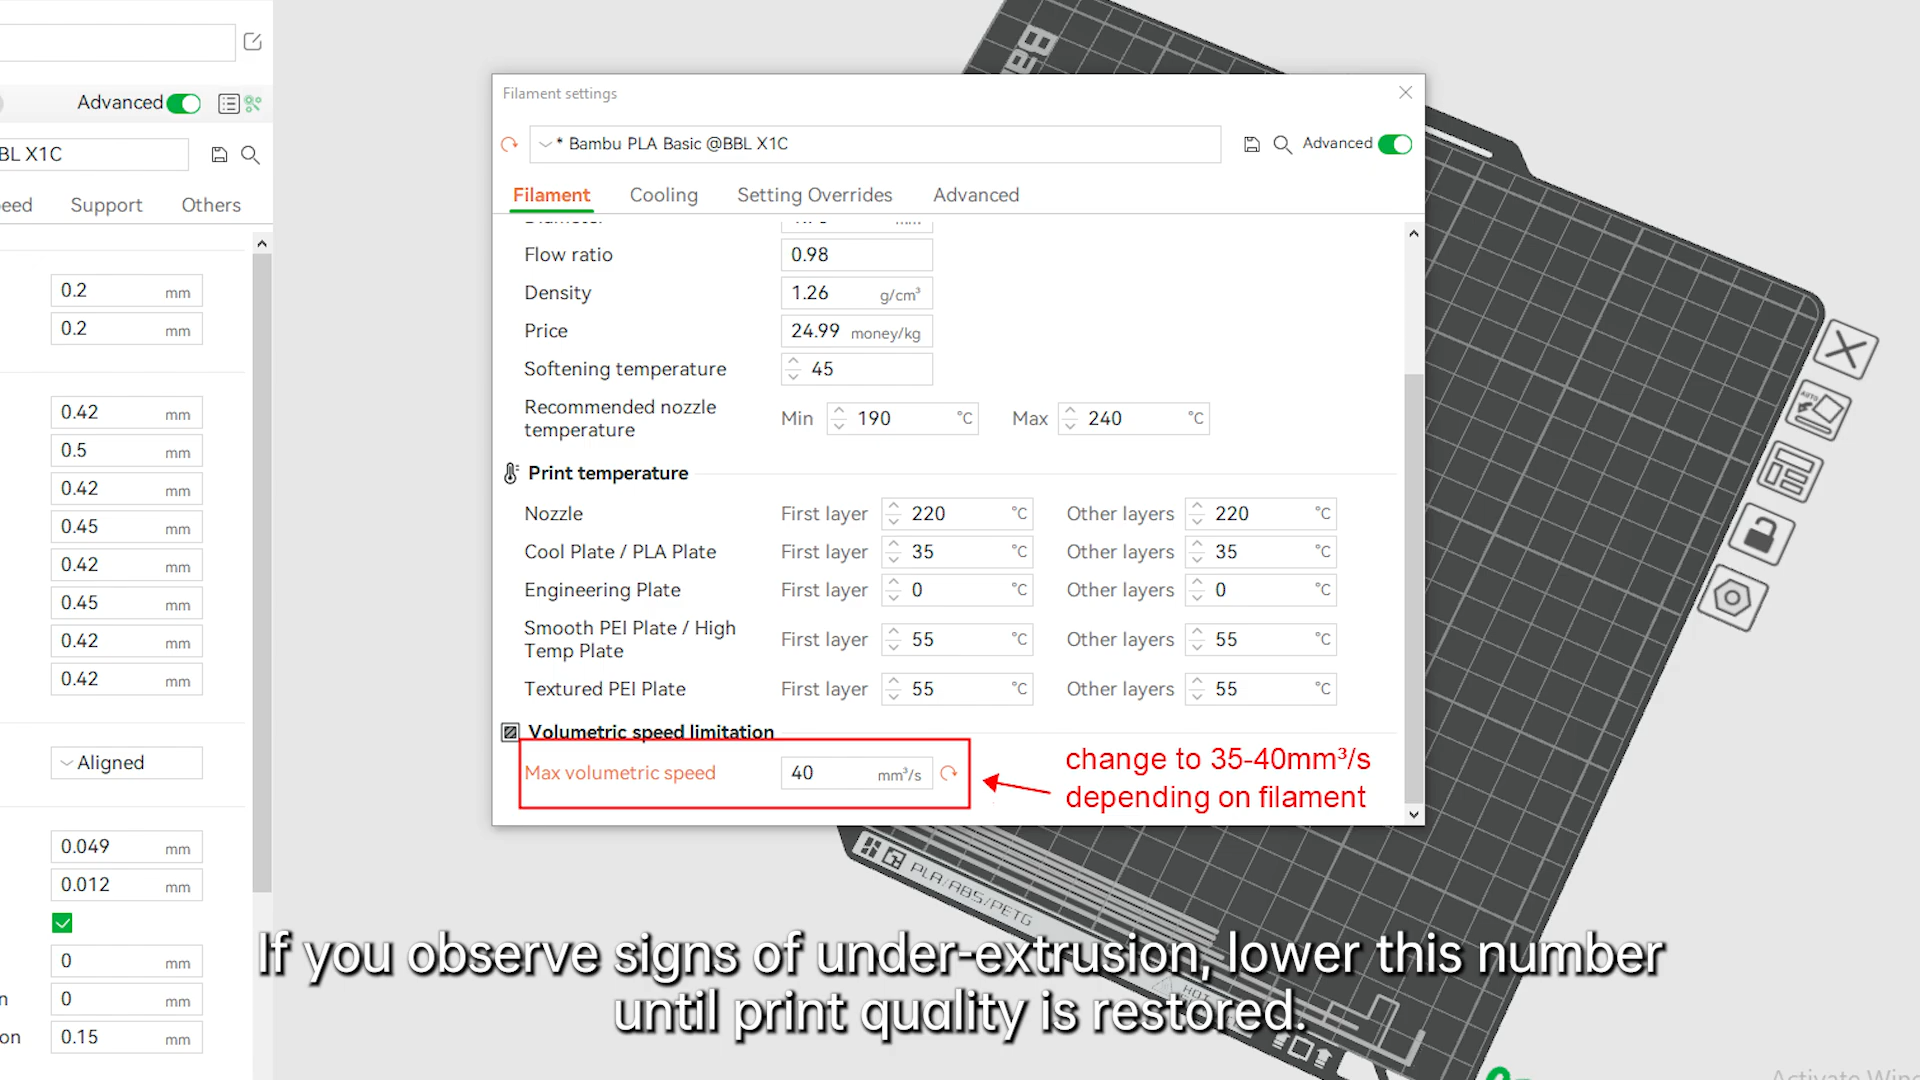 Advanced
BL X1C
eed Support Others
0.2 mm
0.2 mm
0.42 mm
0.5 mm
0.42 mm
0.45 mm
0.42 mm
0.45 mm
0.42 mm
0.42 mm
Aligned
0.049 mm
0.012 mm
0 mm
n 0 mm
on 0.15 mm
Filament settings
* Bambu PLA Basic @BBL X1C Advanced
Filament Cooling Setting Overrides Advanced
Flow ratio 0.98
Density 1.26 g/cm³
Price 24.99 money/kg
Softening temperature 45
Recommended nozzle
temperature Min 190 °C Max 240 °C
Print temperature
Nozzle First layer 220 °C Other layers 220 °C
Cool Plate / PLA Plate First layer 35 °C Other layers 35 °C
Engineering Plate First layer 0 °C Other layers 0 °C
Smooth PEI Plate / High
Temp Plate First layer 55 °C Other layers 55 °C
Textured PEI Plate First layer 55 °C Other layers 55 °C
Volumetric speed limitation
Max volumetric speed 40 mm³/s
change to 35-40mm³/s
depending on filament
PLA/ABS/PETG
HOT
If you observe signs of under-extrusion, lower this number
until print quality is restored.